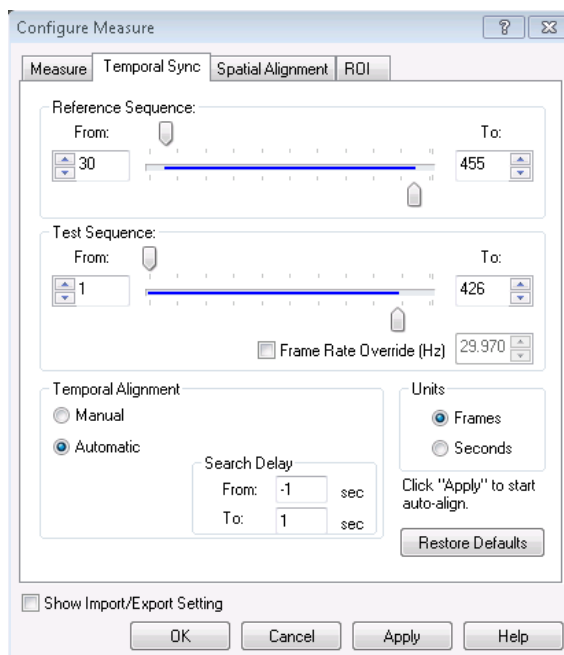 Configure Measure
Measure Temporal Sync Spatial Alignment ROI
Reference Sequence:
From: To:
30 455
Test Sequence:
From: To:
1 426
Frame Rate Override (Hz) 29.970
Temporal Alignment
Manual
Automatic
Search Delay
From: -1 sec
To: 1 sec
Units
Frames
Seconds
Click "Apply" to start
auto-align.
Restore Defaults
Show Import/Export Setting
OK Cancel Apply Help